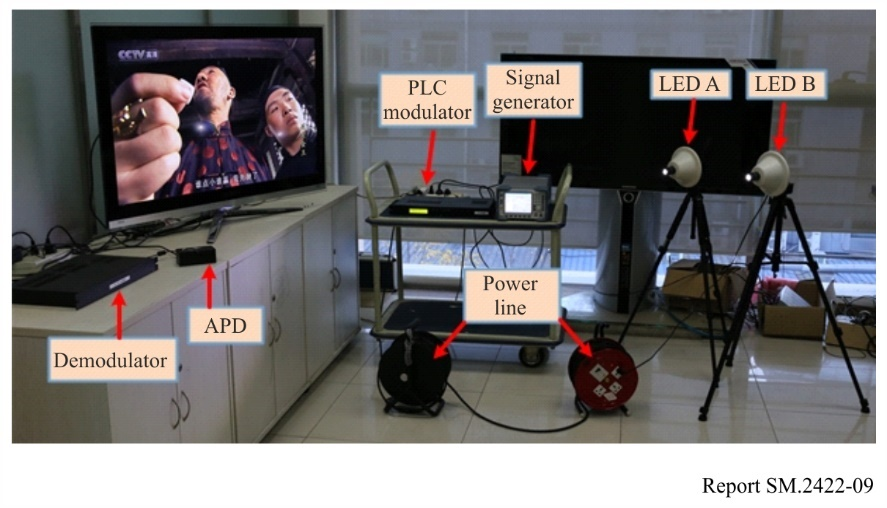 CCTV
PLC
modulator
Signal
generator
LED A
LED B
Power
line
APD
Demodulator
Report SM.2422-09